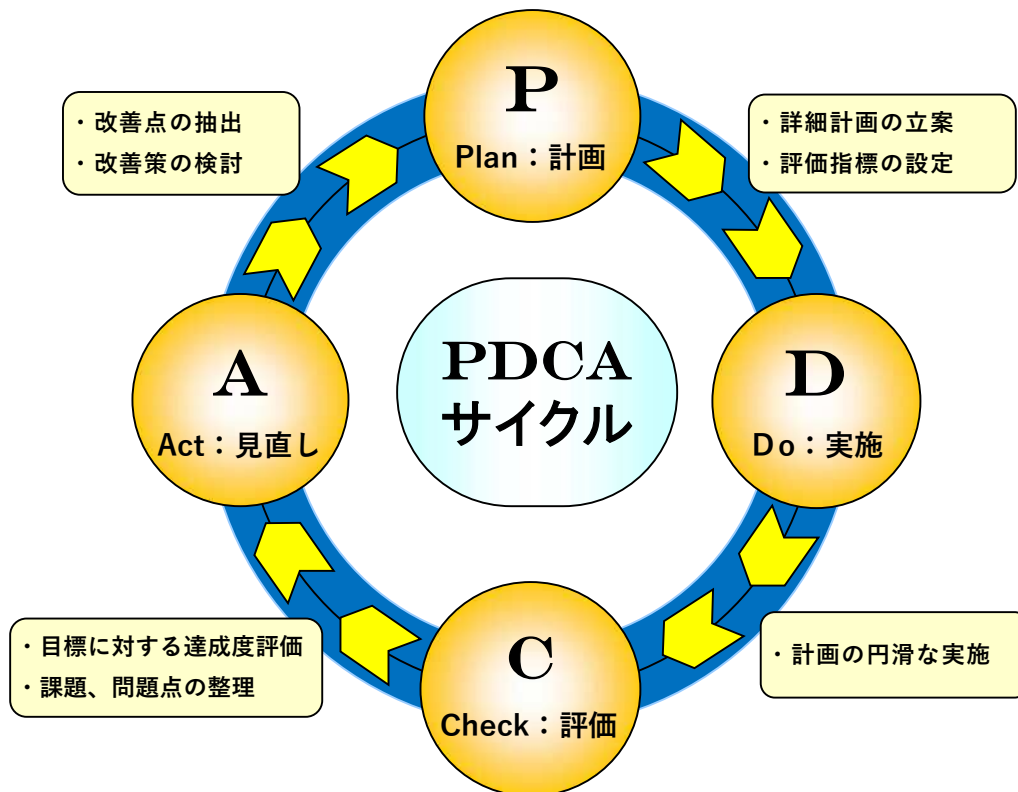 P
Plan：計画
・改善点の抽出
・改善策の検討
・詳細計画の立案
・評価指標の設定
A
Act：見直し
PDCA
サイクル
D
Do：実施
・目標に対する達成度評価
・課題、問題点の整理
C
Check：評価
・計画の円滑な実施